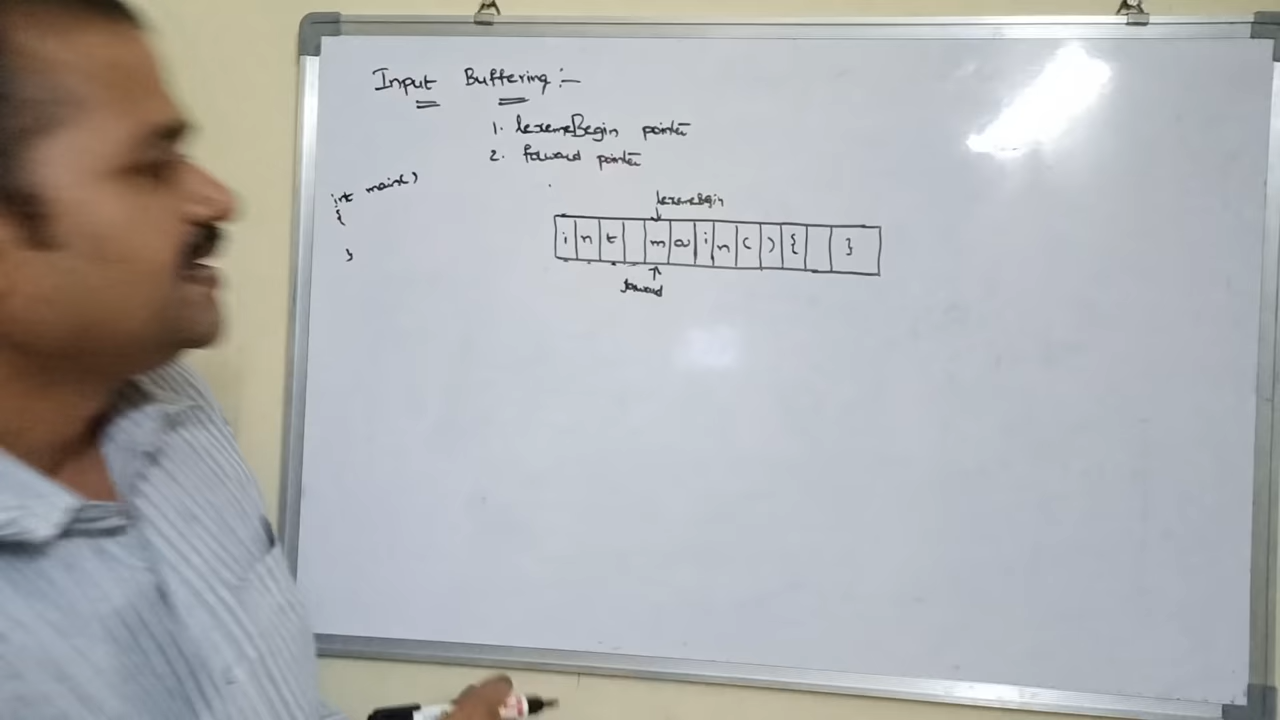 Input Buffering :-
1. lexemeBegin pointer
2. forward pointer
int main()
{
}
lexemeBegin
i n t m a i n ( ) { }
forward